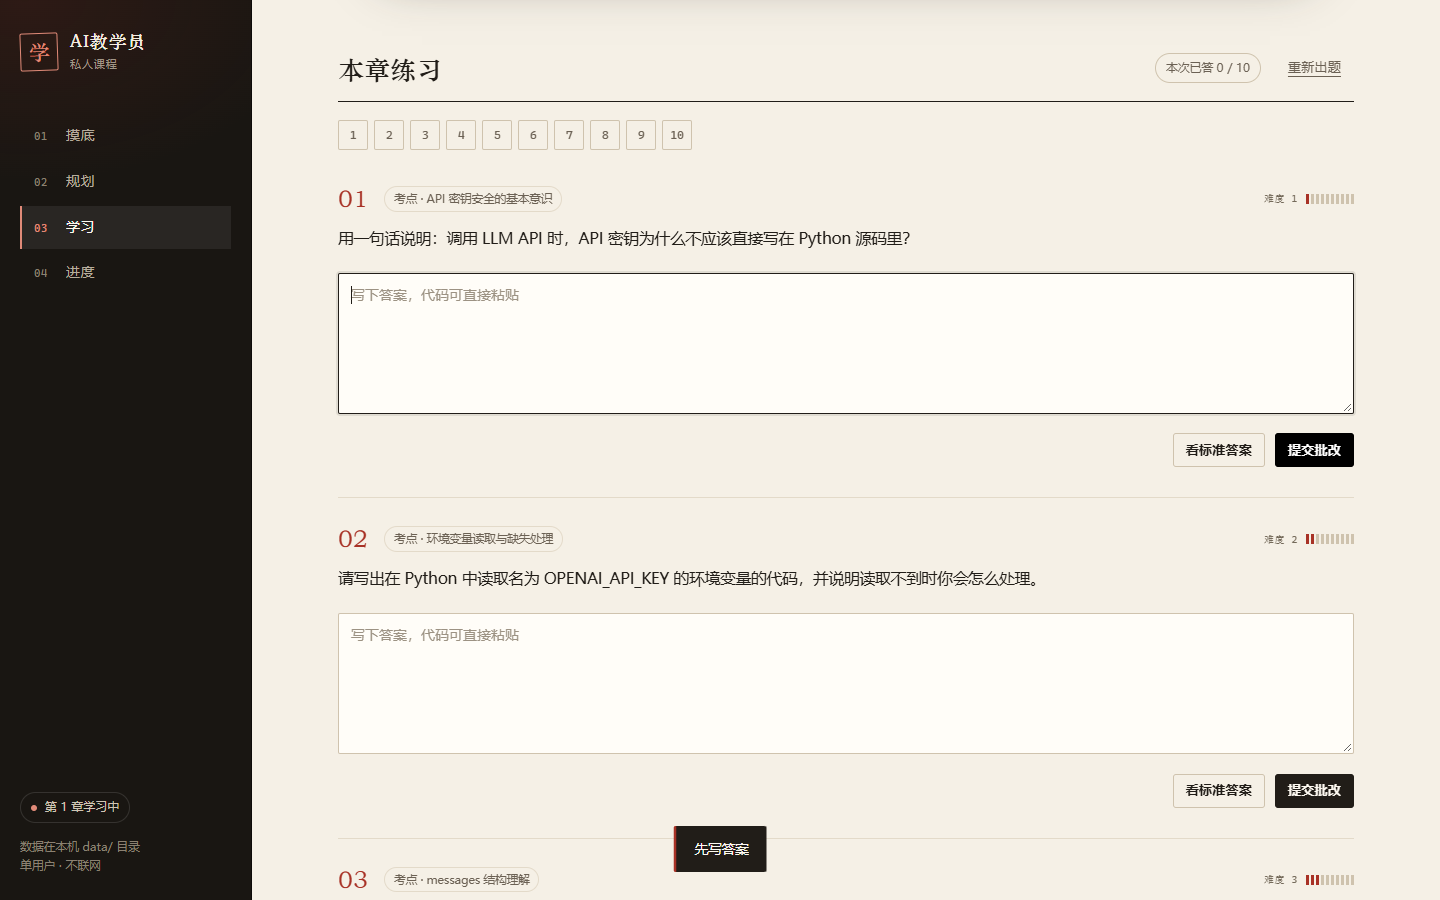 学
AI教学员
私人课程
01 摸底
02 规划
03 学习
04 进度
第 1 章学习中
数据在本机 data/ 目录
单用户 · 不联网
本章练习
本次已答 0 / 10
重新出题
1 2 3 4 5 6 7 8 9 10
01 考点 · API 密钥安全的基本意识 难度 1
用一句话说明：调用 LLM API 时，API 密钥为什么不应该直接写在 Python 源码里？
写下答案，代码可直接粘贴
看标准答案 提交批改
02 考点 · 环境变量读取与缺失处理 难度 2
请写出在 Python 中读取名为 OPENAI_API_KEY 的环境变量的代码，并说明读取不到时你会怎么处理。
写下答案，代码可直接粘贴
看标准答案 提交批改
先写答案
03 考点 · messages 结构理解 难度 3